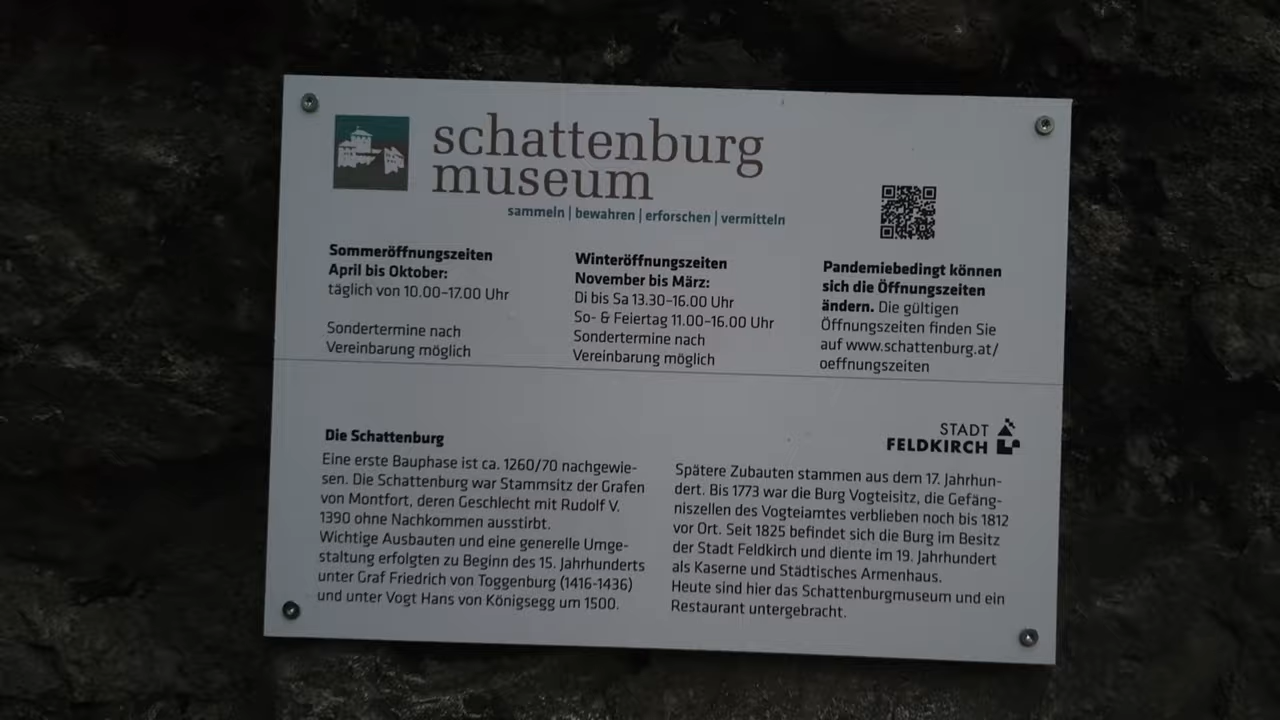 schattenburg
museum
sammeln | bewahren | erforschen | vermitteln
Sommeröffnungszeiten
April bis Oktober:
täglich von 10.00-17.00 Uhr
Sondertermine nach
Vereinbarung möglich
Winteröffnungszeiten
November bis März:
Di bis Sa 13.30-16.00 Uhr
So- & Feiertag 11.00-16.00 Uhr
Sondertermine nach
Vereinbarung möglich
Pandemiebedingt können
sich die Öffnungszeiten
ändern. Die gültigen
Öffnungszeiten finden Sie
auf www.schattenburg.at/
oeffnungszeiten
STADT
FELDKIRCH
Die Schattenburg
Eine erste Bauphase ist ca. 1260/70 nachgewie-
sen. Die Schattenburg war Stammsitz der Grafen
von Montfort, deren Geschlecht mit Rudolf V.
1390 ohne Nachkommen ausstirbt.
Wichtige Ausbauten und eine generelle Umge-
staltung erfolgten zu Beginn des 15. Jahrhunderts
unter Graf Friedrich von Toggenburg (1416-1436)
und unter Vogt Hans von Königsegg um 1500.
Spätere Zubauten stammen aus dem 17. Jahrhun-
dert. Bis 1773 war die Burg Vogteisitz, die Gefäng-
niszellen des Vogteiamtes verblieben noch bis 1812
vor Ort. Seit 1825 befindet sich die Burg im Besitz
der Stadt Feldkirch und diente im 19. Jahrhundert
als Kaserne und Städtisches Armenhaus.
Heute sind hier das Schattenburgmuseum und ein
Restaurant untergebracht.